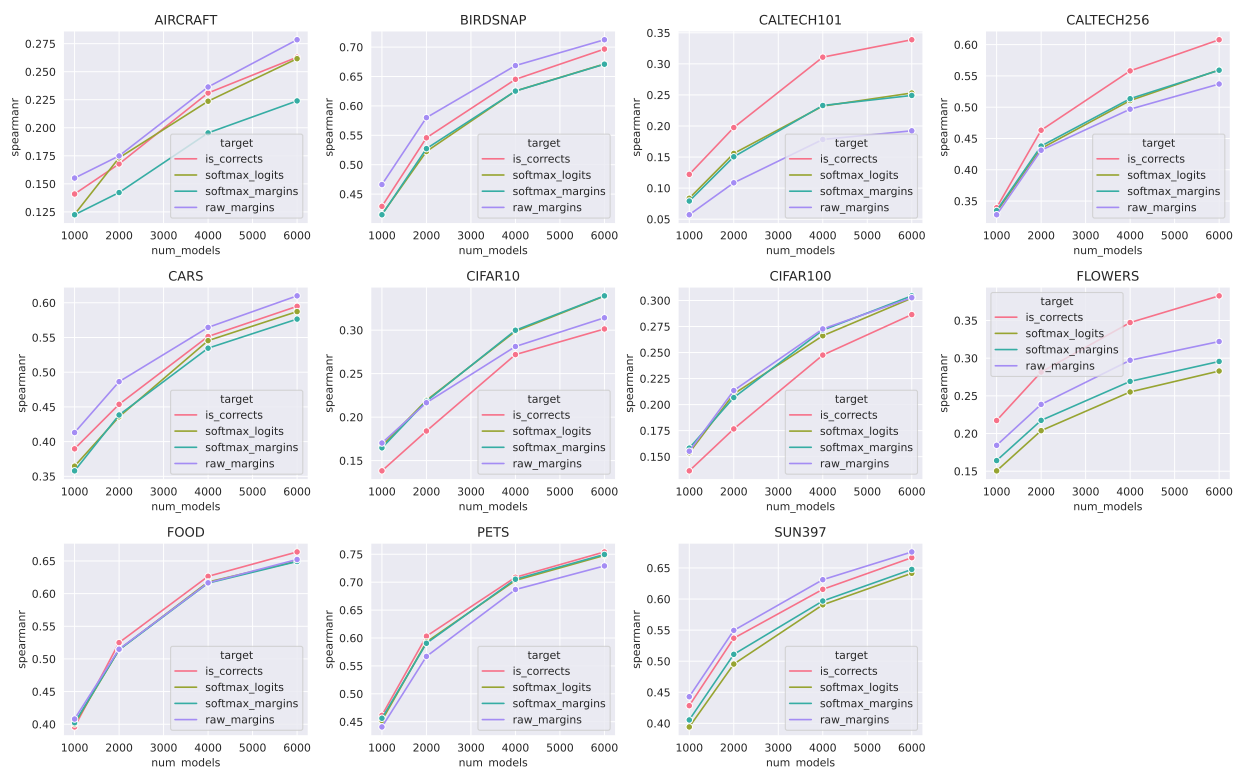 AIRCRAFT
0.275
0.250
0.225
0.200
0.175
0.150
0.125
spearmanr
target
is_corrects
softmax_logits
softmax_margins
raw_margins
1000 2000 3000 4000 5000 6000
num_models
BIRDSNAP
0.70
0.65
0.60
0.55
0.50
0.45
spearmanr
target
is_corrects
softmax_logits
softmax_margins
raw_margins
1000 2000 3000 4000 5000 6000
num_models
CALTECH101
0.35
0.30
0.25
0.20
0.15
0.10
0.05
spearmanr
target
is_corrects
softmax_logits
softmax_margins
raw_margins
1000 2000 3000 4000 5000 6000
num_models
CALTECH256
0.60
0.55
0.50
0.45
0.40
0.35
spearmanr
target
is_corrects
softmax_logits
softmax_margins
raw_margins
1000 2000 3000 4000 5000 6000
num_models
CARS
0.60
0.55
0.50
0.45
0.40
0.35
spearmanr
target
is_corrects
softmax_logits
softmax_margins
raw_margins
1000 2000 3000 4000 5000 6000
num_models
CIFAR10
0.30
0.25
0.20
0.15
spearmanr
target
is_corrects
softmax_logits
softmax_margins
raw_margins
1000 2000 3000 4000 5000 6000
num_models
CIFAR100
0.300
0.275
0.250
0.225
0.200
0.175
0.150
spearmanr
target
is_corrects
softmax_logits
softmax_margins
raw_margins
1000 2000 3000 4000 5000 6000
num_models
FLOWERS
0.35
0.30
0.25
0.20
0.15
spearmanr
target
is_corrects
softmax_logits
softmax_margins
raw_margins
1000 2000 3000 4000 5000 6000
num_models
FOOD
0.65
0.60
0.55
0.50
0.45
0.40
spearmanr
target
is_corrects
softmax_logits
softmax_margins
raw_margins
1000 2000 3000 4000 5000 6000
num_models
PETS
0.75
0.70
0.65
0.60
0.55
0.50
0.45
spearmanr
target
is_corrects
softmax_logits
softmax_margins
raw_margins
1000 2000 3000 4000 5000 6000
num_models
SUN397
0.65
0.60
0.55
0.50
0.45
0.40
spearmanr
target
is_corrects
softmax_logits
softmax_margins
raw_margins
1000 2000 3000 4000 5000 6000
num_models